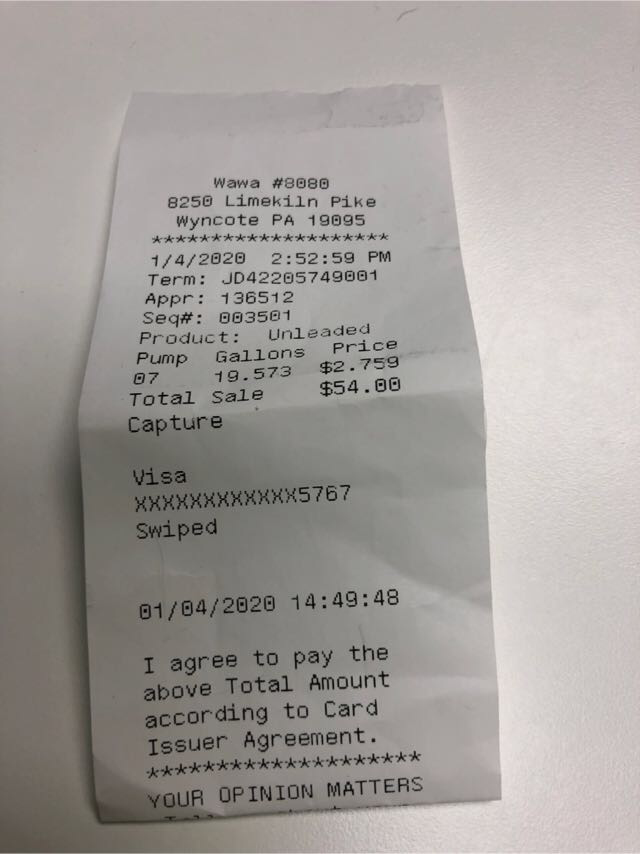 Wawa #8080
8250 Limekiln Pike
Wyncote PA 19095
********************
1/4/2020 2:52:59 PM
Term: JD42205749001
Appr: 136512
Seq#: 003501
Product: Unleaded
Pump Gallons Price
07 19.573 $2.759
Total Sale $54.00
Capture
Visa
XXXXXXXXXXXX5767
Swiped
01/04/2020 14:49:48
I agree to pay the
above Total Amount
according to Card
Issuer Agreement.
********************
YOUR OPINION MATTERS